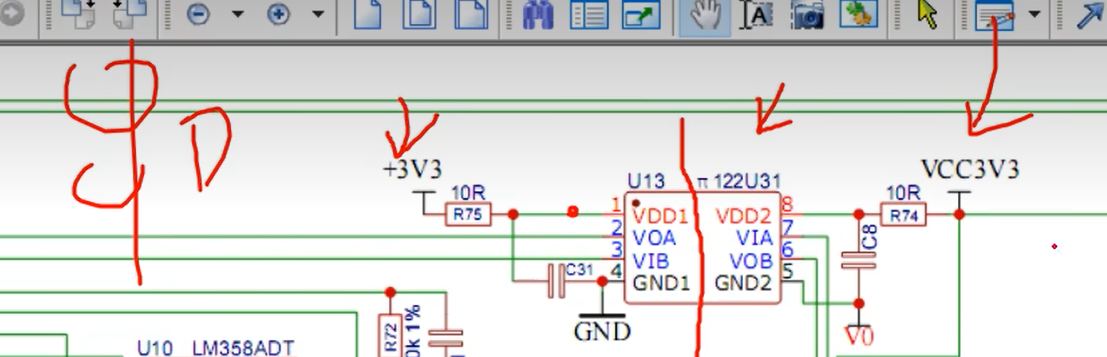 A
D
+3V3
VCC3V3
10R
R75
U13
π122U31
10R
R74
1
VDD1
VDD2
8
2
VOA
VIA
7
3
VIB
VOB
6
4
GND1
GND2
5
C31
C8
GND
V0
R72
0k 1%
U10 LM358ADT